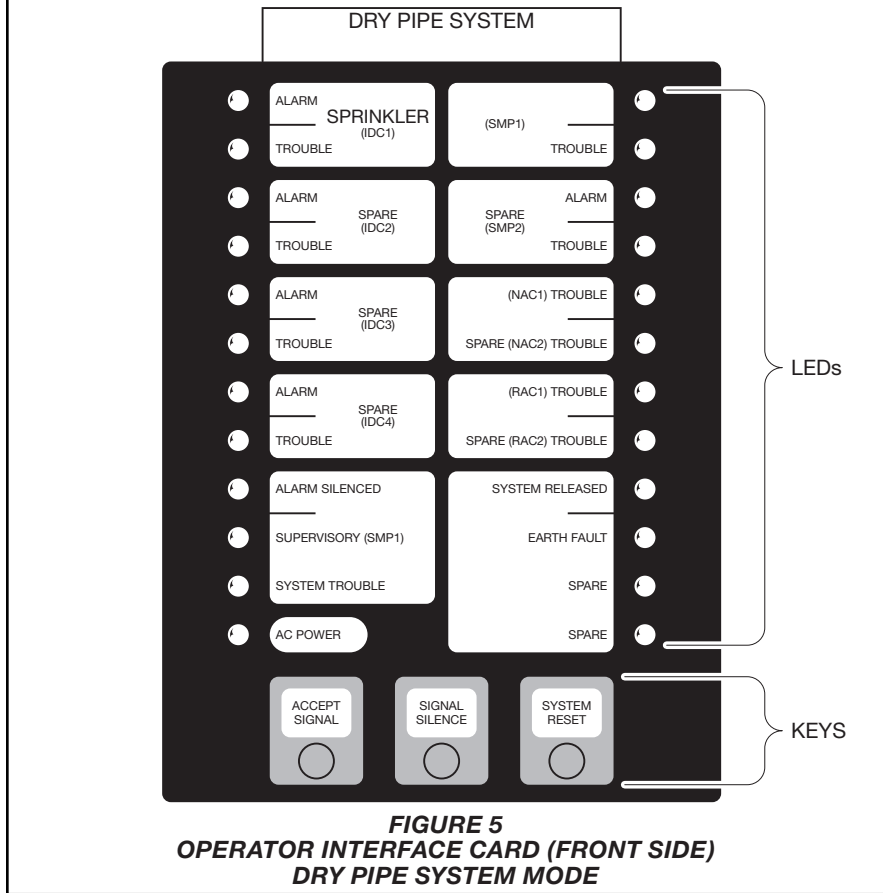 DRY PIPE SYSTEM
ALARM
SPRINKLER
(IDC1)
TROUBLE
(SMP1)
TROUBLE
ALARM
SPARE
(IDC2)
TROUBLE
ALARM
SPARE
(SMP2)
TROUBLE
ALARM
SPARE
(IDC3)
TROUBLE
(NAC1) TROUBLE
SPARE (NAC2) TROUBLE
ALARM
SPARE
(IDC4)
TROUBLE
(RAC1) TROUBLE
SPARE (RAC2) TROUBLE
ALARM SILENCED
SUPERVISORY (SMP1)
SYSTEM TROUBLE
AC POWER
SYSTEM RELEASED
EARTH FAULT
SPARE
SPARE
LEDs
ACCEPT
SIGNAL
SIGNAL
SILENCE
SYSTEM
RESET
KEYS
FIGURE 5
OPERATOR INTERFACE CARD (FRONT SIDE)
DRY PIPE SYSTEM MODE